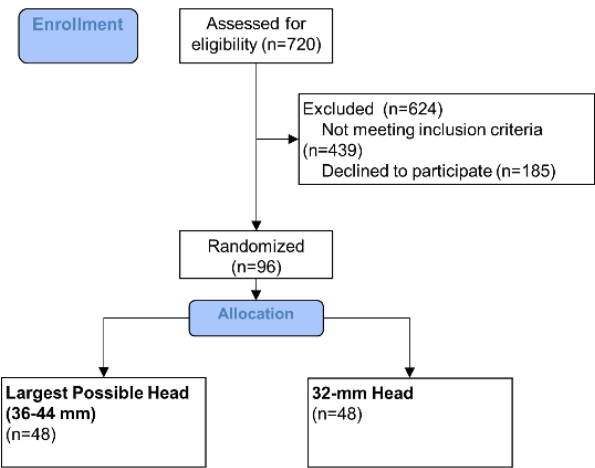 Enrollment
Assessed for
eligibility (n=720)
Excluded (n=624)
Not meeting inclusion criteria
(n=439)
Declined to participate (n=185)
Randomized
(n=96)
Allocation
Largest Possible Head
(36-44 mm)
(n=48)
32-mm Head
(n=48)